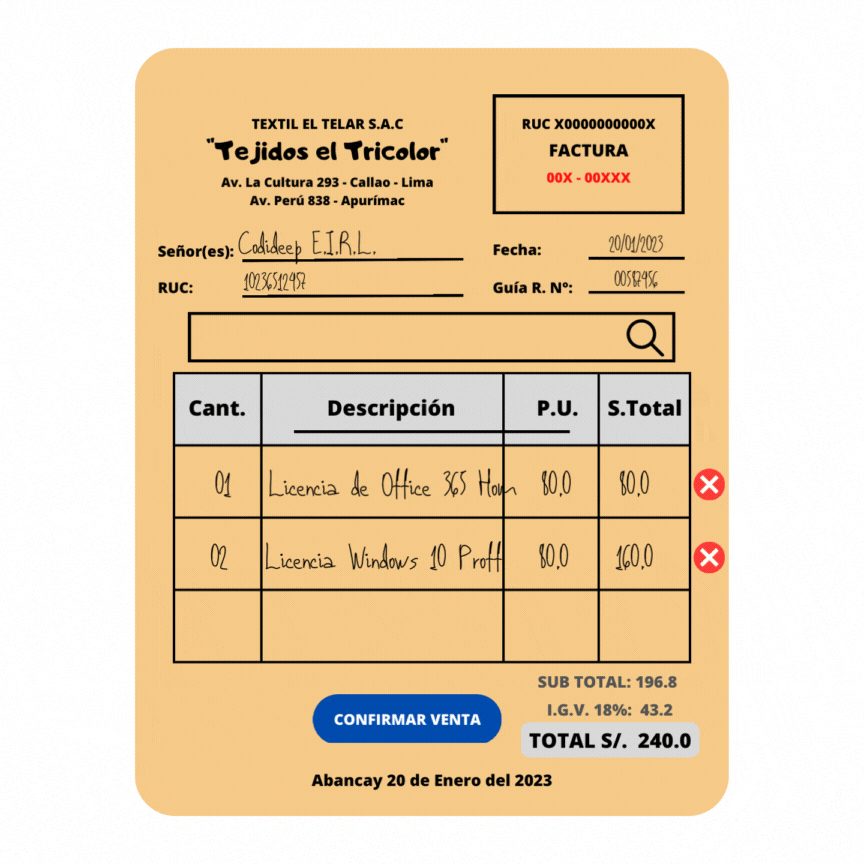 TEXTIL EL TELAR S.A.C
"Tejidos el Tricolor"
Av. La Cultura 293 - Callao - Lima
Av. Perú 838 - Apurímac
RUC X0000000000X
FACTURA
00X - 00XXX
Señor(es): Codideep E.I.R.L.
Fecha: 20/01/2023
RUC: 10236512457
Guía R. Nº: 00587456
Cant. Descripción P.U. S.Total
01 Licencia de Office 365 Hom 80,0 80,0
02 Licencia Windows 10 Proff 80,0 160,0
SUB TOTAL: 196.8
I.G.V. 18%: 43.2
CONFIRMAR VENTA
TOTAL S/. 240.0
Abancay 20 de Enero del 2023